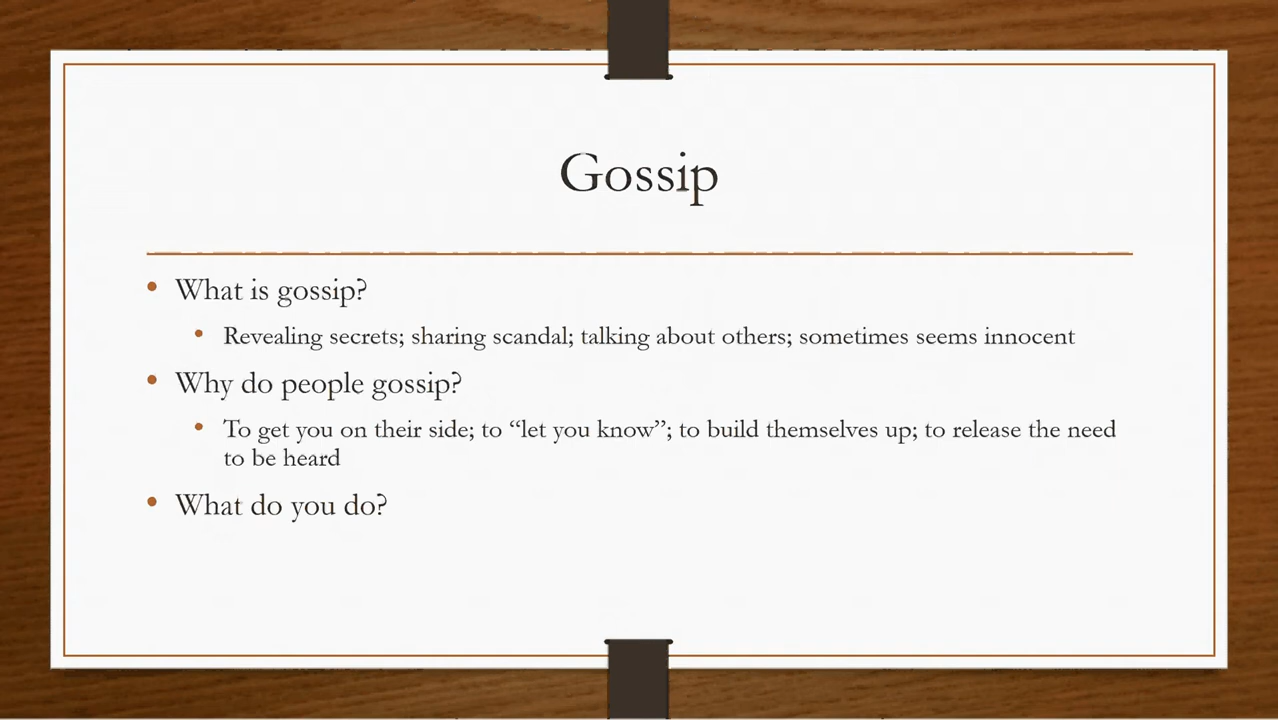 Gossip
• What is gossip?
• Revealing secrets; sharing scandal; talking about others; sometimes seems innocent
• Why do people gossip?
• To get you on their side; to “let you know”; to build themselves up; to release the need
to be heard
• What do you do?